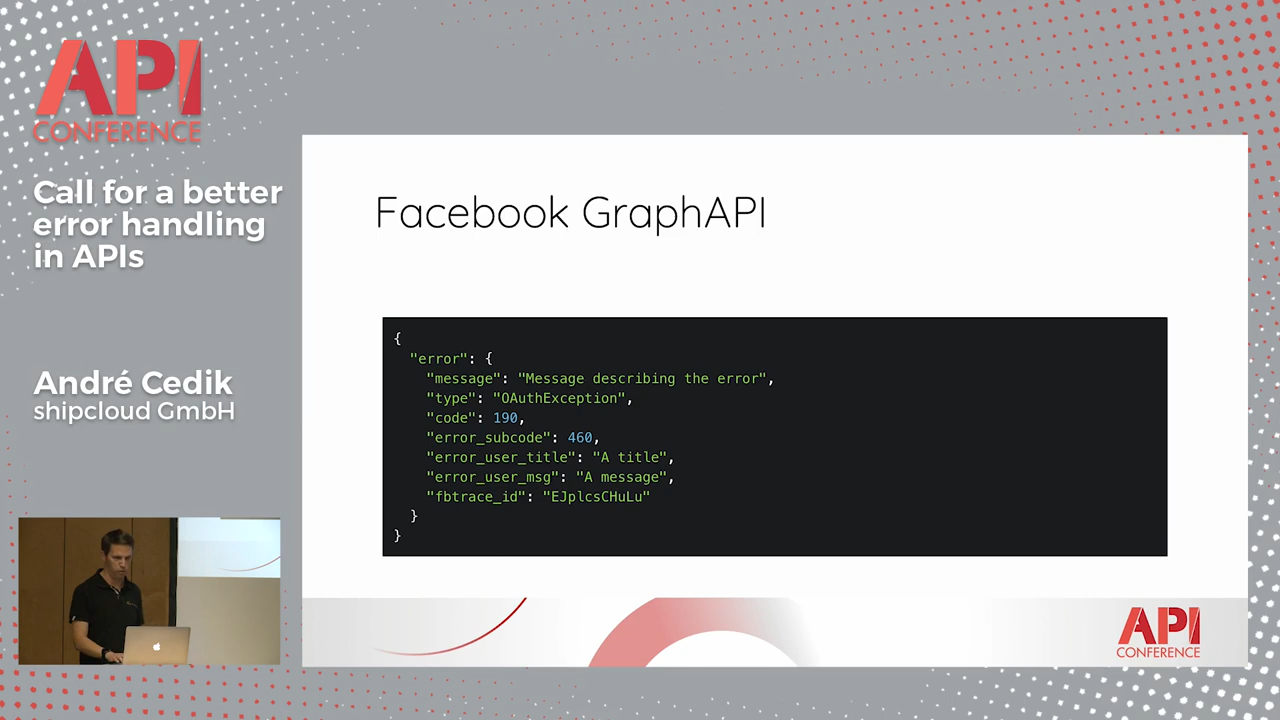 API
CONFERENCE
Call for a better
error handling
in APIs
André Cedik
shipcloud GmbH
Facebook GraphAPI
{
  "error": {
    "message": "Message describing the error",
    "type": "OAuthException",
    "code": 190,
    "error_subcode": 460,
    "error_user_title": "A title",
    "error_user_msg": "A message",
    "fbtrace_id": "EJplcsCHuLu"
  }
}
API
CONFERENCE